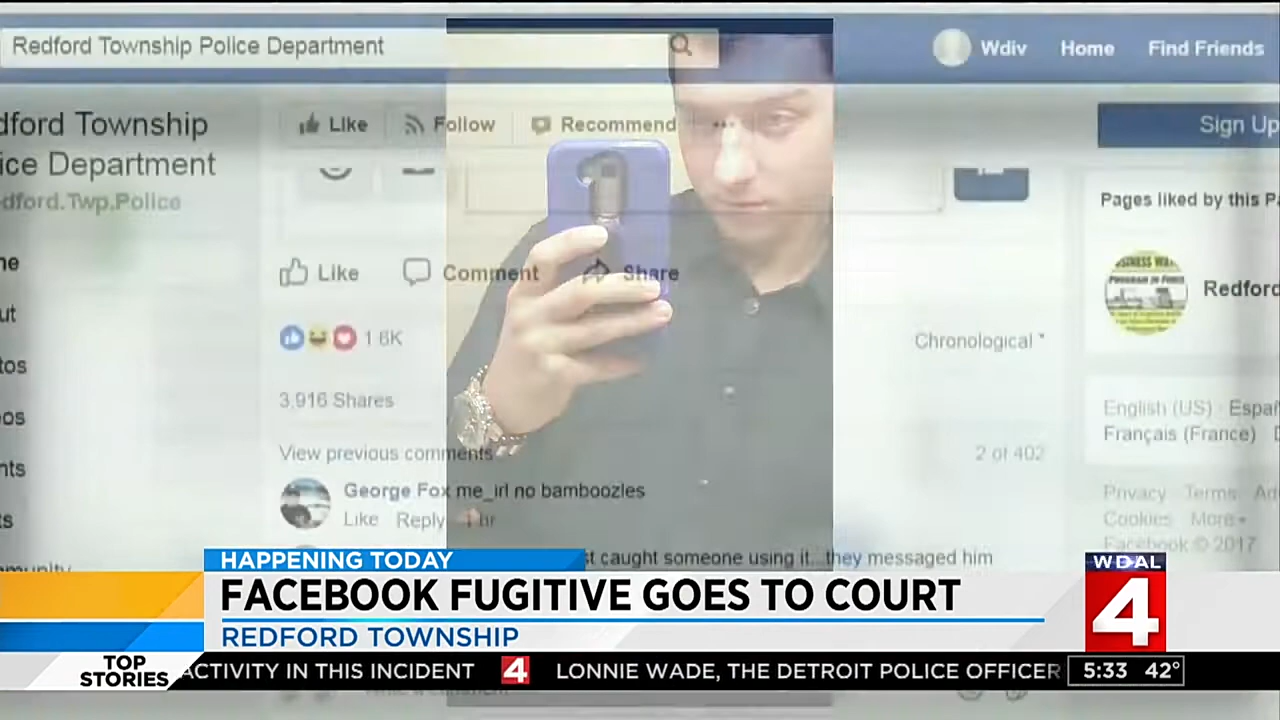 Redford Township Police Department
Wdiv Home Find Friends
dford Township
ice Department
dford.Twp.Police
Like Follow Recommend ...
Sign Up
Pages liked by this Pa
Redford
Like Comment Share
1.6K
Chronological
3,916 Shares
View previous comments
2 of 402
George Fox me_irl no bamboozles
Like Reply 1 hr
st caught someone using it...they messaged him
English (US) · Españ
Français (France)
Privacy Terms Ad
Cookies More
Facebook © 2017
HAPPENING TODAY
FACEBOOK FUGITIVE GOES TO COURT
REDFORD TOWNSHIP
WDAL
4
TOP
STORIES
ACTIVITY IN THIS INCIDENT 4 LONNIE WADE, THE DETROIT POLICE OFFICER
5:33 42°